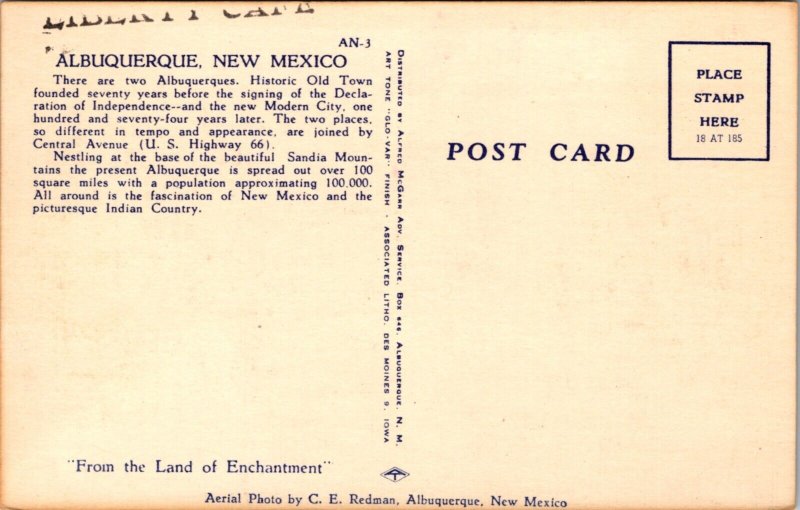 LIBERTY CAFE
AN-3
ALBUQUERQUE, NEW MEXICO
There are two Albuquerques. Historic Old Town
founded seventy years before the signing of the Decla-
ration of Independence--and the new Modern City, one
hundred and seventy-four years later. The two places,
so different in tempo and appearance, are joined by
Central Avenue (U. S. Highway 66).
Nestling at the base of the beautiful Sandia Moun-
tains the present Albuquerque is spread out over 100
square miles with a population approximating 100,000.
All around is the fascination of New Mexico and the
picturesque Indian Country.
"From the Land of Enchantment"
DISTRIBUTED BY ALFRED MCGARR ADV. SERVICE, BOX 645, ALBUQUERQUE, N. M.
ART TONE "GLO-VAR" FINISH - ASSOCIATED LITHO, DES MOINES 9, IOWA
POST CARD
PLACE
STAMP
HERE
18 AT 185
Aerial Photo by C. E. Redman, Albuquerque, New Mexico